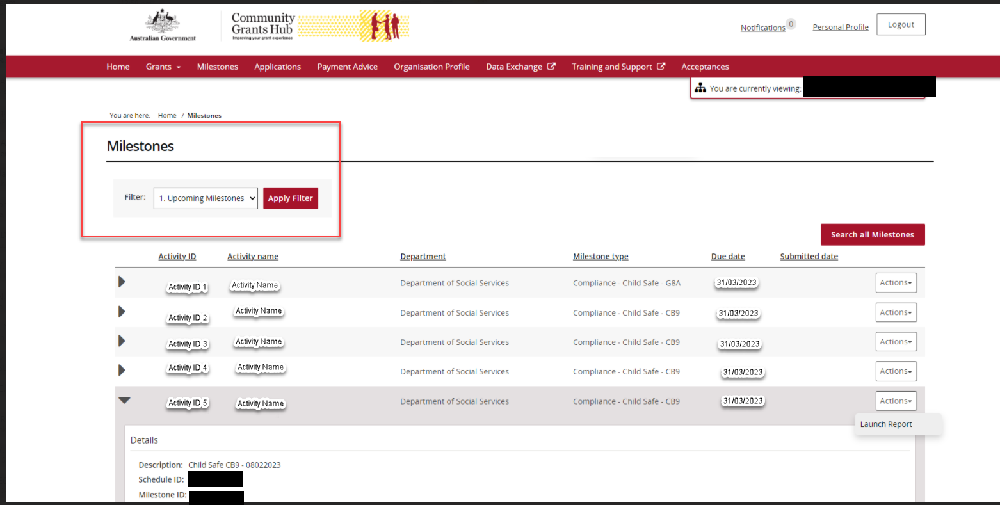 Australian Government
Community
Grants Hub
Improving your grant experience
Notifications 0 Personal Profile Logout
Home Grants Milestones Applications Payment Advice Organisation Profile Data Exchange Training and Support Acceptances
You are currently viewing:
You are here: Home / Milestones
Milestones
Filter: 1. Upcoming Milestones Apply Filter
Search all Milestones
Activity ID Activity name Department Milestone type Due date Submitted date
Activity ID 1 Activity Name Department of Social Services Compliance - Child Safe - G8A 31/03/2023 Actions
Activity ID 2 Activity Name Department of Social Services Compliance - Child Safe - CB9 31/03/2023 Actions
Activity ID 3 Activity Name Department of Social Services Compliance - Child Safe - CB9 31/03/2023 Actions
Activity ID 4 Activity Name Department of Social Services Compliance - Child Safe - CB9 31/03/2023 Actions
Activity ID 5 Activity Name Department of Social Services Compliance - Child Safe - CB9 31/03/2023 Actions
Launch Report
Details
Description: Child Safe CB9 - 08022023
Schedule ID:
Milestone ID: